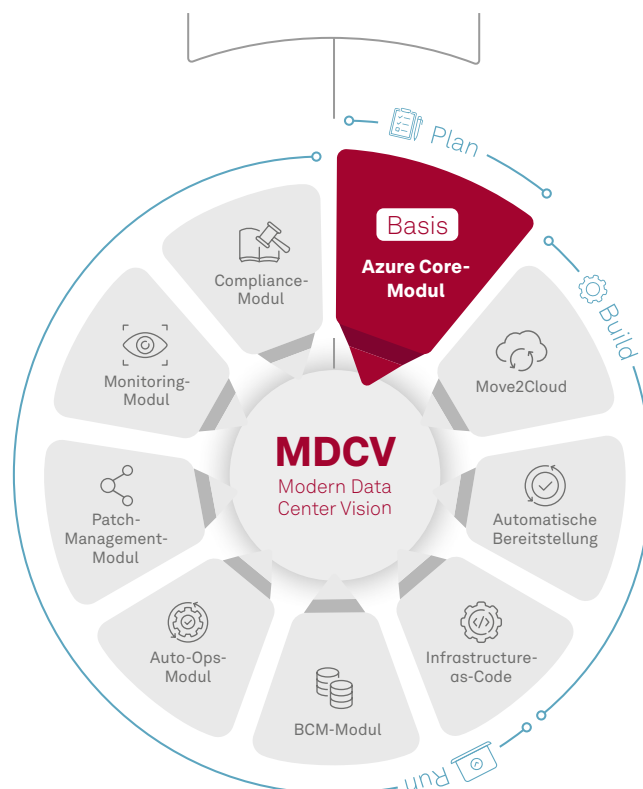 Plan
Basis
Azure Core-
Modul
Build
Move2Cloud
Automatische
Bereitstellung
Infrastructure-
as-Code
Run
BCM-Modul
Auto-Ops-
Modul
Patch-
Management-
Modul
Monitoring-
Modul
Compliance-
Modul
MDCV
Modern Data
Center Vision